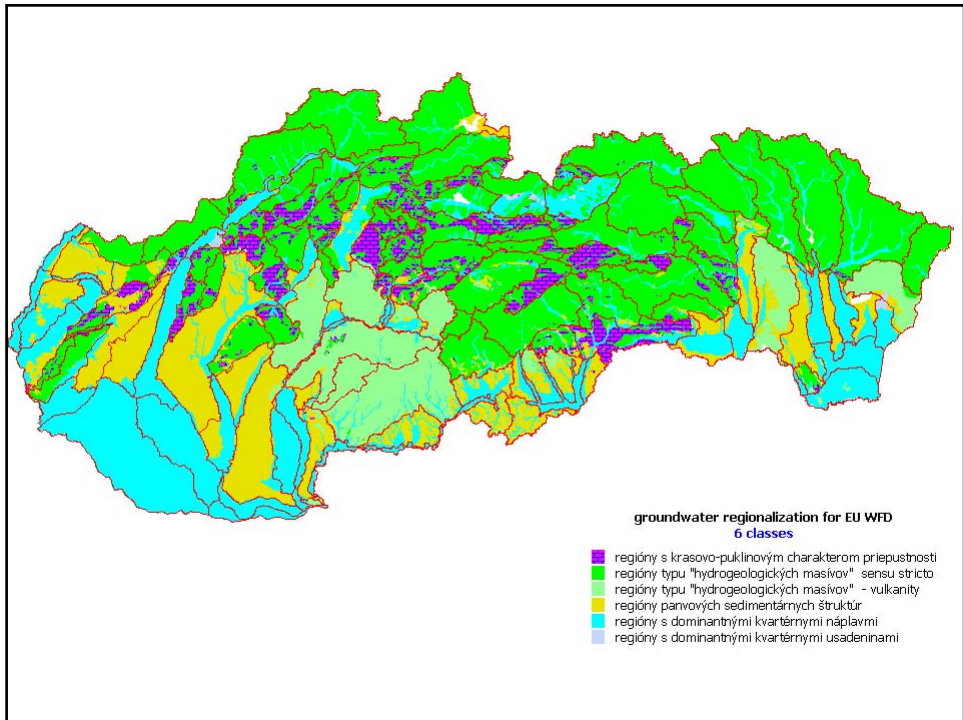 groundwater regionalization for EU WFD
6 classes
regióny s krasovo-puklinovým charakterom priepustnosti
regióny typu "hydrogeologických masívov" sensu stricto
regióny typu "hydrogeologických masívov" - vulkanity
regióny panvových sedimentárnych štruktúr
regióny s dominantnými kvartérnymi náplavmi
regióny s dominantnými kvartérnymi usadeninami